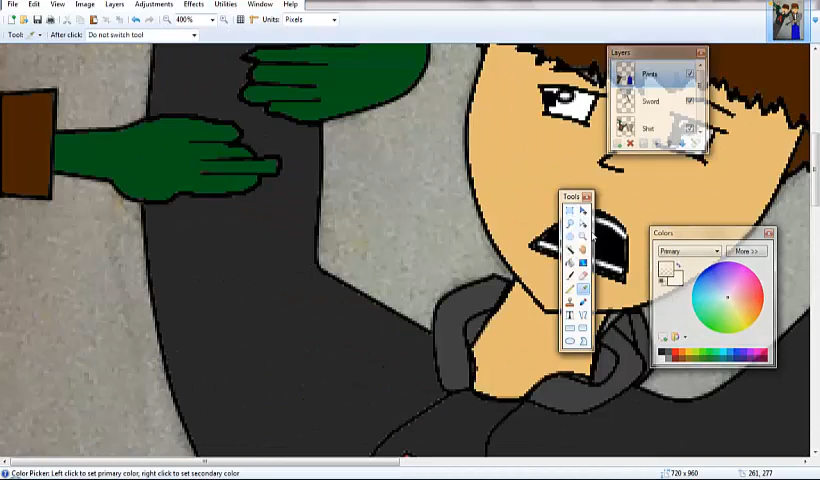 File Edit View Image Layers Adjustments Effects Utilities Window Help
400% Units: Pixels
Tool: After click: Do not switch tool
Layers
Pants
Sword
Shirt
Tools
Colors
Primary More >>
Color Picker: Left click to set primary color, right click to set secondary color 720 x 960 261, 277